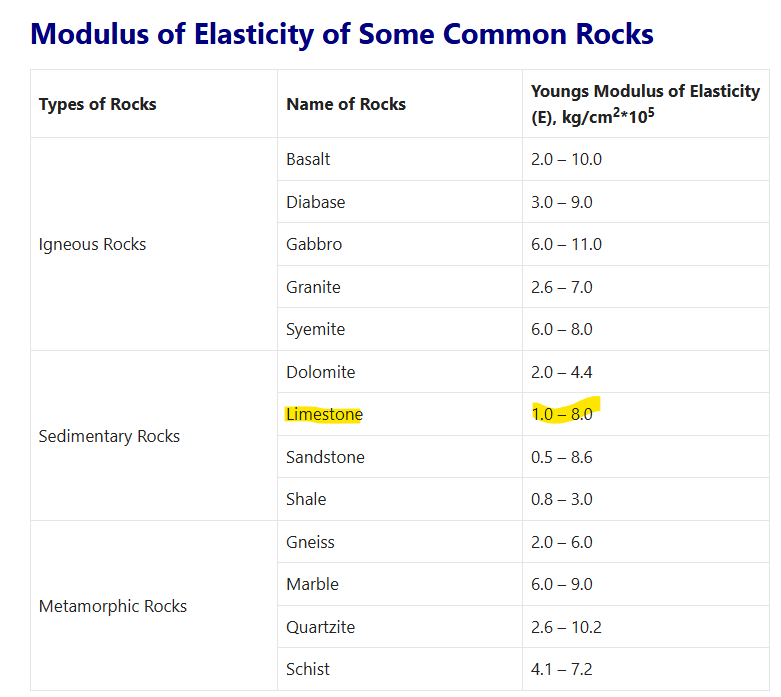 Modulus of Elasticity of Some Common Rocks
Types of Rocks Name of Rocks Youngs Modulus of Elasticity (E), kg/cm²*10⁵
Igneous Rocks
Basalt 2.0 – 10.0
Diabase 3.0 – 9.0
Gabbro 6.0 – 11.0
Granite 2.6 – 7.0
Syemite 6.0 – 8.0
Sedimentary Rocks
Dolomite 2.0 – 4.4
Limestone 1.0 – 8.0
Sandstone 0.5 – 8.6
Shale 0.8 – 3.0
Metamorphic Rocks
Gneiss 2.0 – 6.0
Marble 6.0 – 9.0
Quartzite 2.6 – 10.2
Schist 4.1 – 7.2